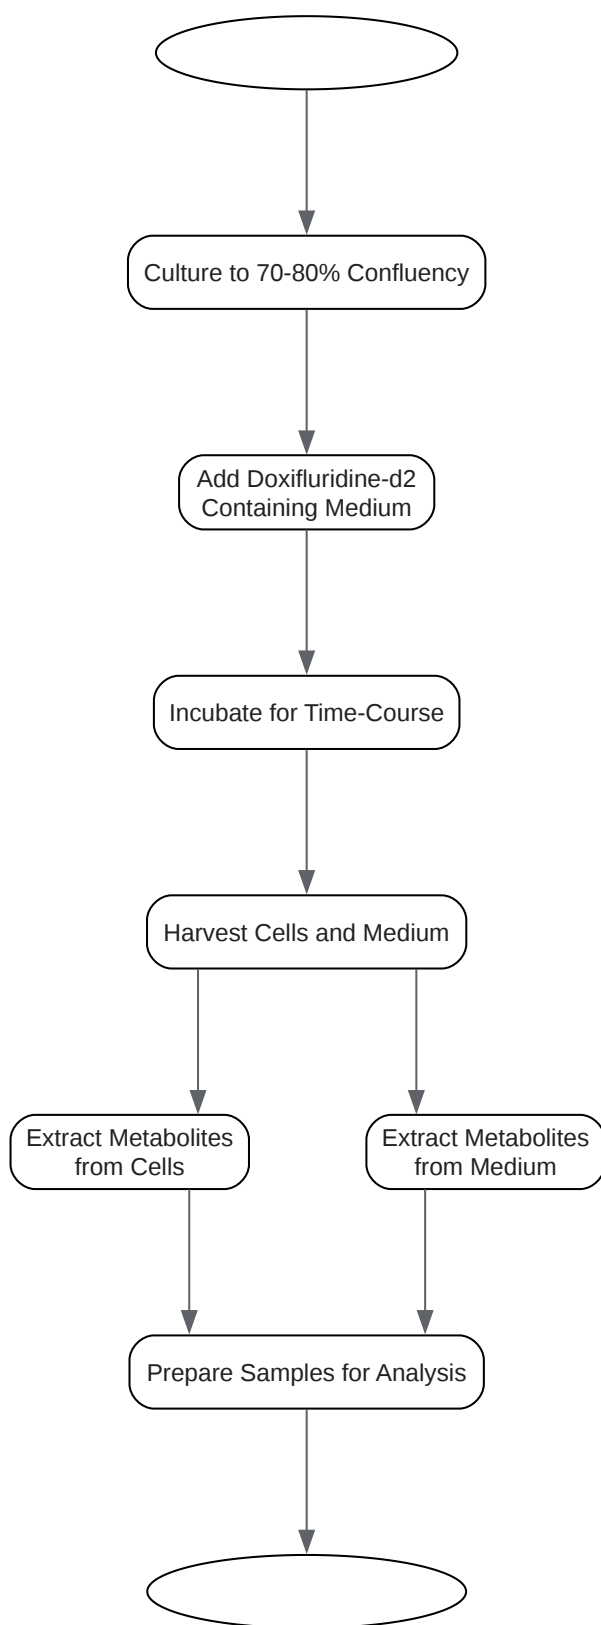 Culture to 70-80% Confluency
Add Doxifluridine-d2
Containing Medium
Incubate for Time-Course
Harvest Cells and Medium
Extract Metabolites
from Cells
Extract Metabolites
from Medium
Prepare Samples for Analysis